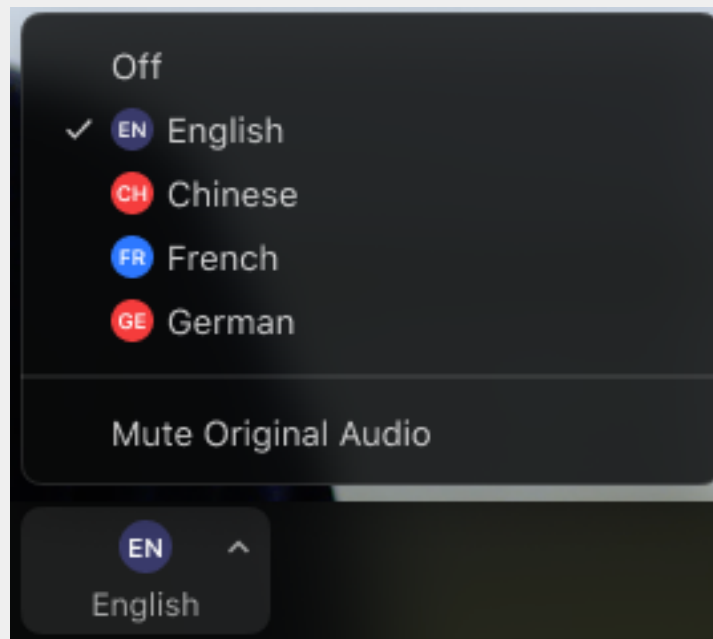 Off
EN English
CH Chinese
FR French
GE German
Mute Original Audio
EN
English